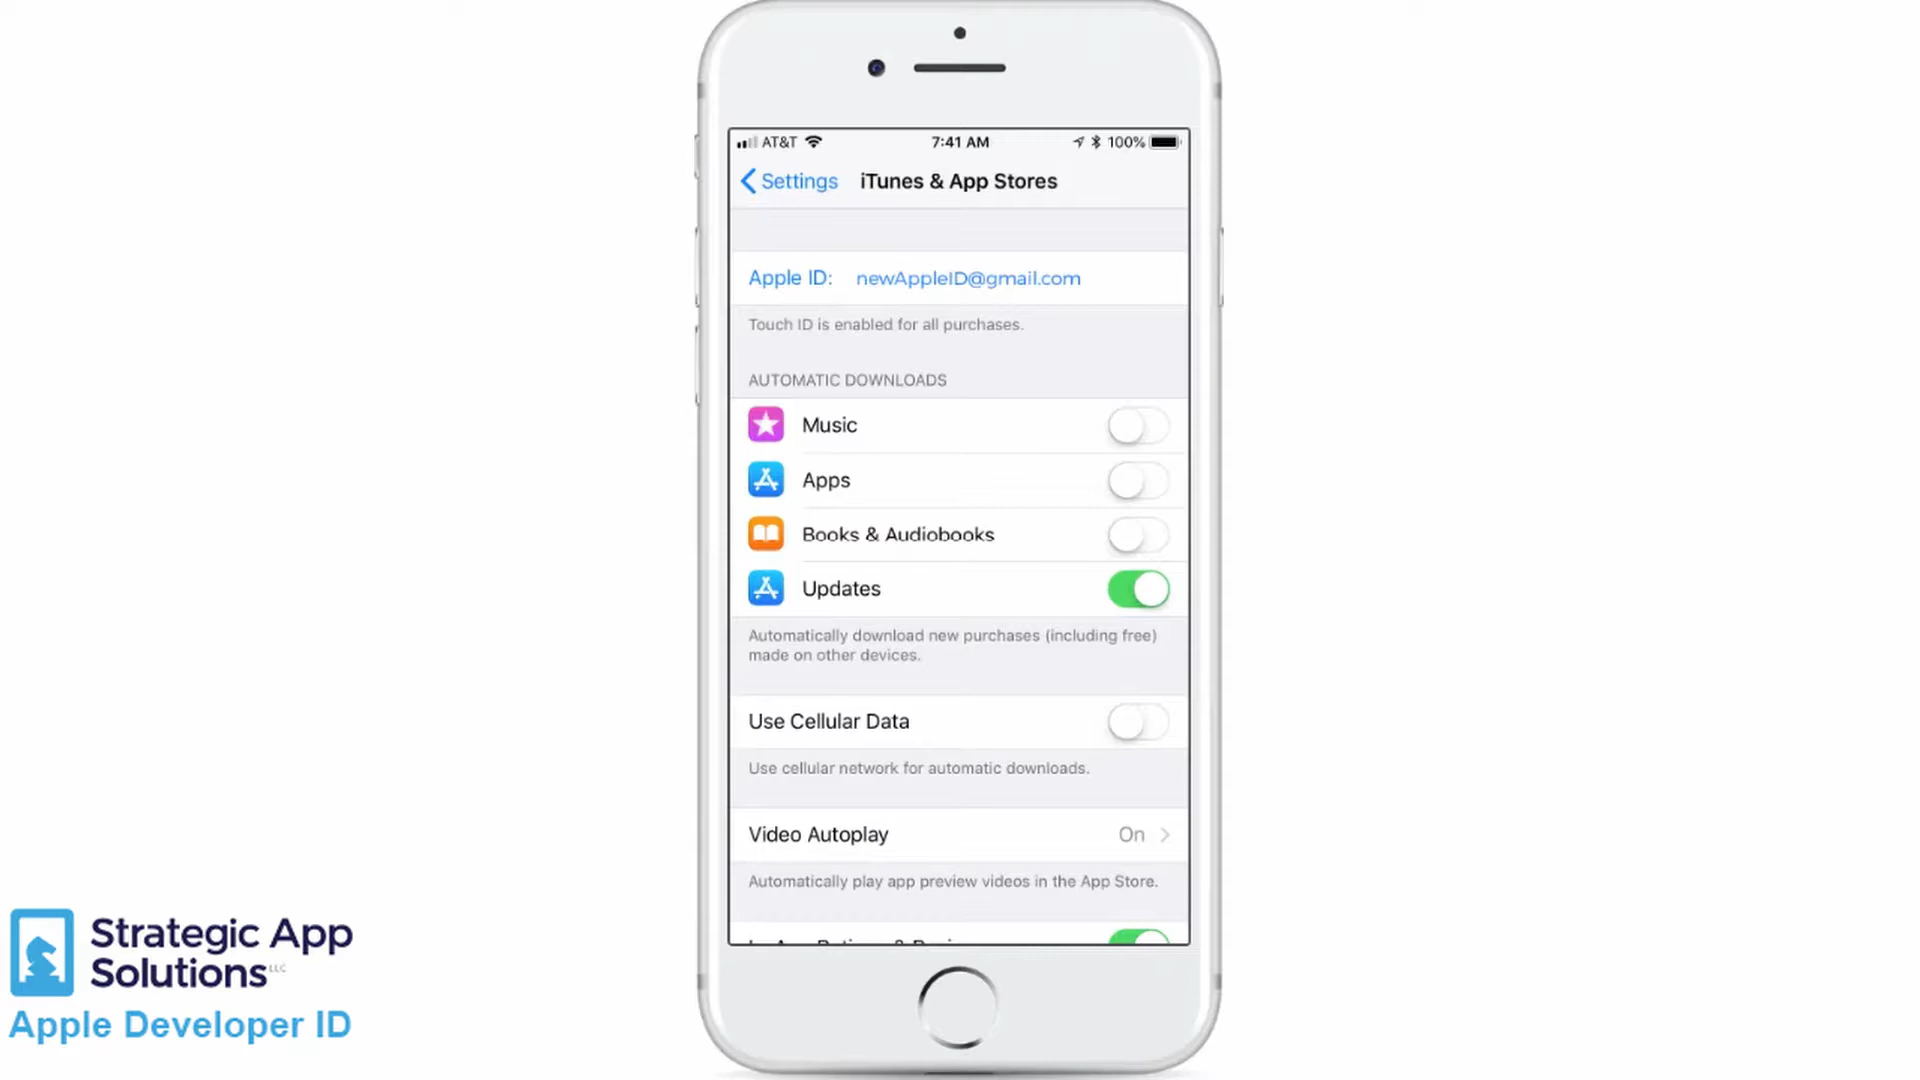 AT&T
7:41 AM
100%
Settings
iTunes & App Stores
Apple ID: newAppleID@gmail.com
Touch ID is enabled for all purchases.
AUTOMATIC DOWNLOADS
Music
Apps
Books & Audiobooks
Updates
Automatically download new purchases (including free)
made on other devices.
Use Cellular Data
Use cellular network for automatic downloads.
Video Autoplay
On
Automatically play app preview videos in the App Store.
Strategic App
Solutions LLC
Apple Developer ID